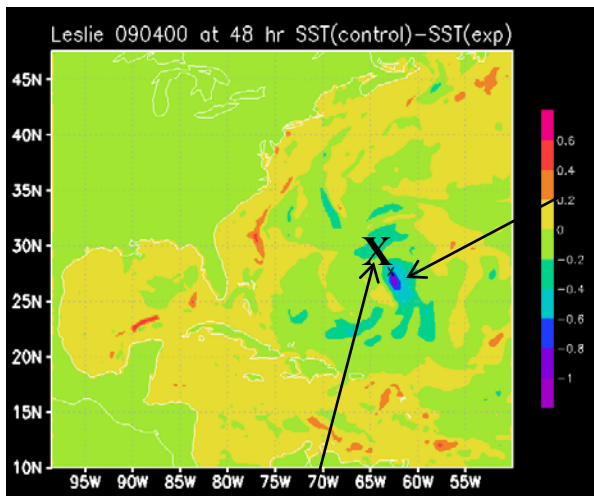 Leslie 090400 at 48 hr SST(control)-SST(exp)
45N
40N
35N
30N
25N
20N
15N
10N
95W 90W 85W 80W 75W 70W 65W 60W 55W
X
x
0.6
0.4
0.2
0
-0.2
-0.4
-0.6
-0.8
-1